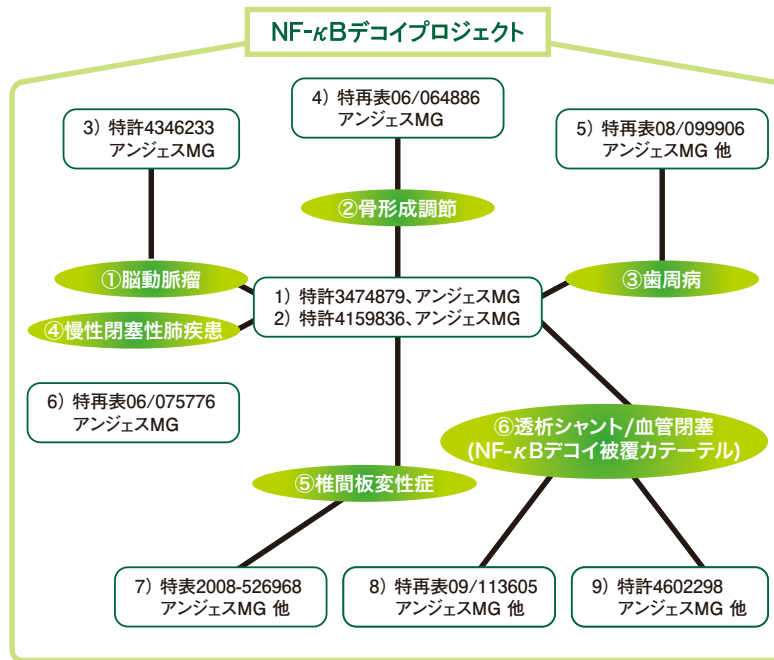 NF-κBデコイプロジェクト
3) 特許4346233
アンジェスMG
4) 特再表06/064886
アンジェスMG
5) 特再表08/099906
アンジェスMG 他
②骨形成調節
①脳動脈瘤
③歯周病
1) 特許3474879、アンジェスMG
2) 特許4159836、アンジェスMG
④慢性閉塞性肺疾患
6) 特再表06/075776
アンジェスMG
⑥透析シャント/血管閉塞
(NF-κBデコイ被覆カテーテル)
⑤椎間板変性症
7) 特表2008-526968
アンジェスMG 他
8) 特再表09/113605
アンジェスMG 他
9) 特許4602298
アンジェスMG 他